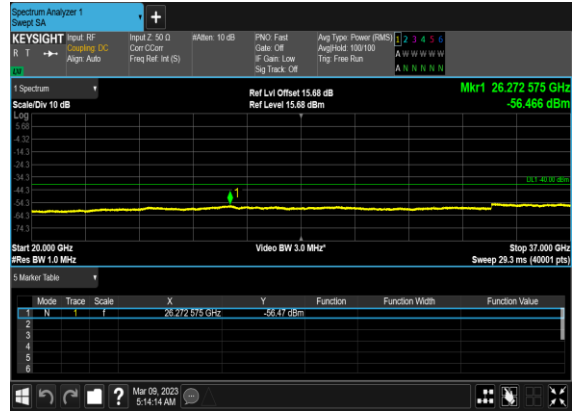 Spectrum Analyzer 1
Swept SA
+
KEYSIGHT
R T
Input: RF
Coupling: DC
Align: Auto
Input Z: 50 Ω
Corr CCorr
Freq Ref: Int (S)
#Atten: 10 dB
PNO: Fast
Gate: Off
IF Gain: Low
Sig Track: Off
Avg Type: Power (RMS)
Avg|Hold: 100/100
Trig: Free Run
1 2 3 4 5 6
A W W W W W
A N N N N N
1 Spectrum
Scale/Div 10 dB
Ref Lvl Offset 15.68 dB
Ref Level 15.68 dBm
Mkr1 26.272 575 GHz
-56.466 dBm
Log
5.68
-4.32
-14.3
-24.3
-34.3
-44.3
-54.3
-64.3
-74.3
1
DL1 -40.00 dBm
Start 20.000 GHz
#Res BW 1.0 MHz
Video BW 3.0 MHz*
Stop 37.000 GHz
Sweep 29.3 ms (40001 pts)
5 Marker Table
Mode Trace Scale X Y Function Function Width Function Value
1 N 1 f 26.272 575 GHz -56.47 dBm
2
3
4
5
6
?
Mar 09, 2023
5:14:14 AM